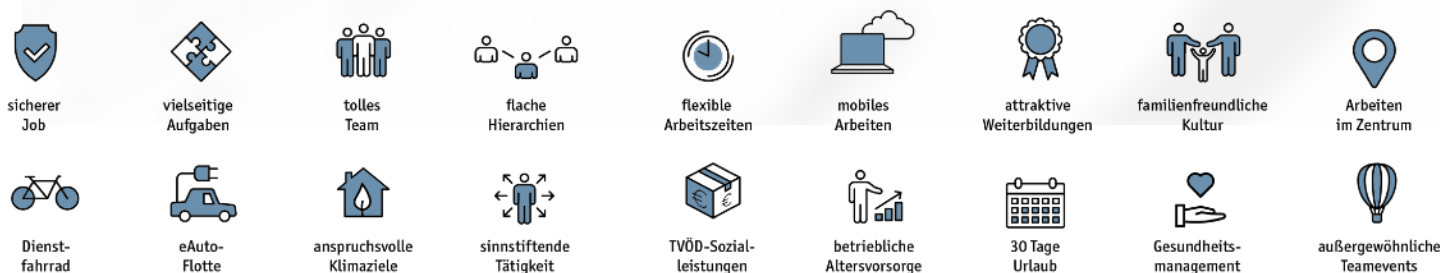 sicherer
Job
vielseitige
Aufgaben
tolles
Team
flache
Hierarchien
flexible
Arbeitszeiten
mobiles
Arbeiten
attraktive
Weiterbildungen
familienfreundliche
Kultur
Arbeiten
im Zentrum
Dienst-
fahrrad
eAuto-
Flotte
anspruchsvolle
Klimaziele
sinnstiftende
Tätigkeit
€ €
TVÖD-Sozial-
leistungen
betriebliche
Altersvorsorge
30 Tage
Urlaub
Gesundheits-
management
außergewöhnliche
Teamevents